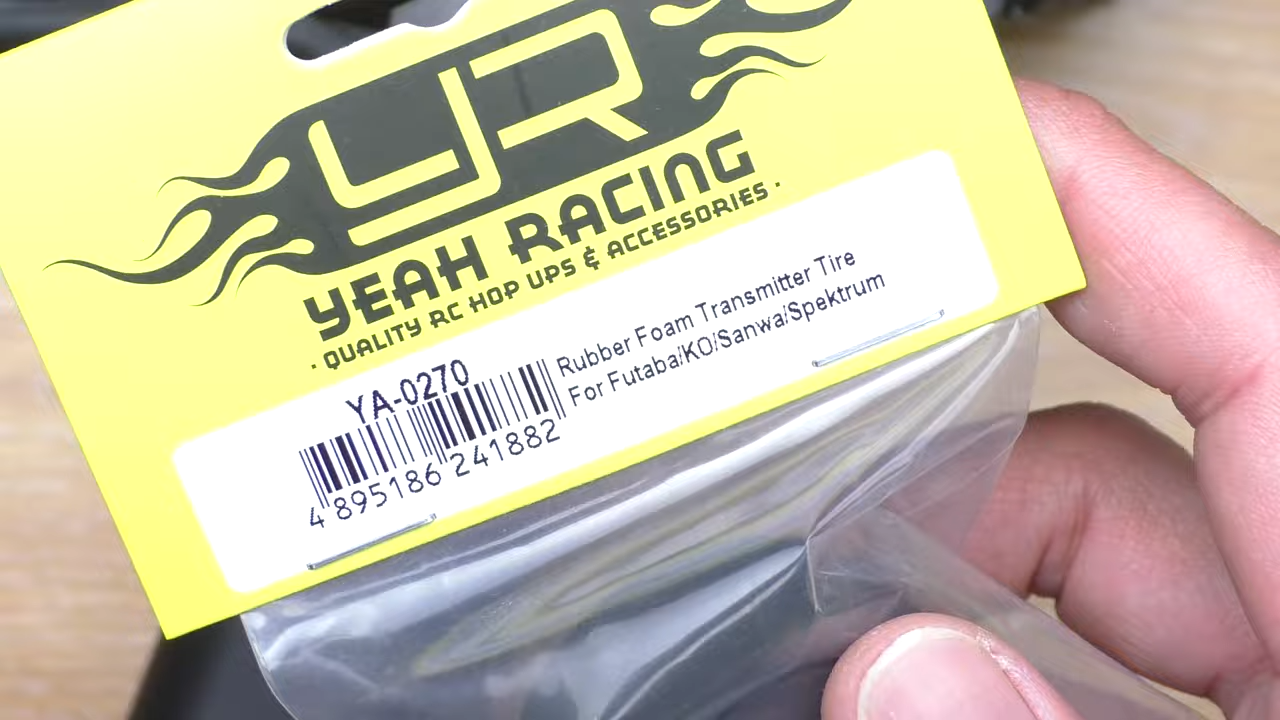 YR
YEAH RACING
· QUALITY RC HOP UPS & ACCESSORIES ·
YA-0270
4 895186 241882
Rubber Foam Transmitter Tire
For Futaba/KO/Sanwa/Spektrum